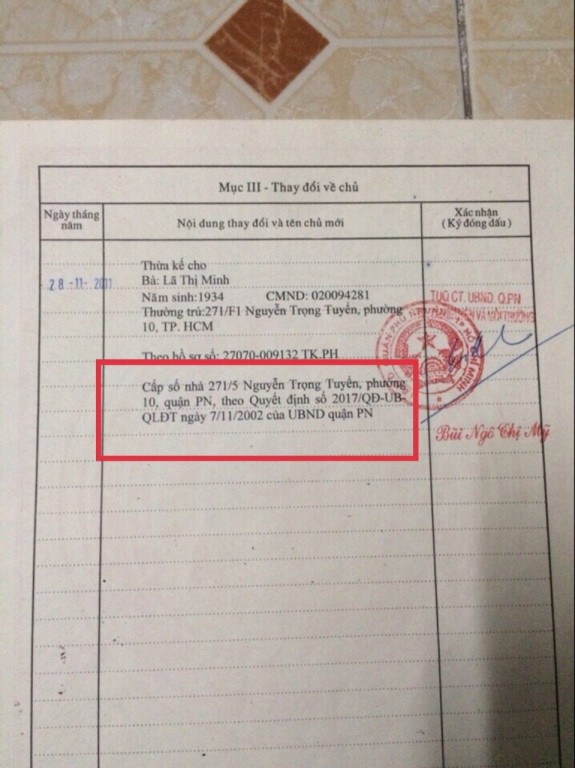 Mục III - Thay đổi về chủ
Ngày tháng năm
Nội dung thay đổi và tên chủ mới
Xác nhận
( Ký đóng dấu )
28 -11- 2011
Thừa kế cho
Bà: Lã Thị Minh
Năm sinh:1934 CMND: 020094281
Thường trú:271/F1 Nguyễn Trọng Tuyển, phường
10, TP. HCM
Theo hồ sơ số: 27070-009132 TK.PH
Cấp số nhà 271/5 Nguyễn Trọng Tuyển, phường
10, quận PN, theo Quyết định số 2017/QĐ-UB-
QLĐT ngày 7/11/2002 của UBND quận PN
TUQ CT. UBND. Q.PN
VÀ MÔI TRƯỜNG
Bùi Ngô Thị Mỹ